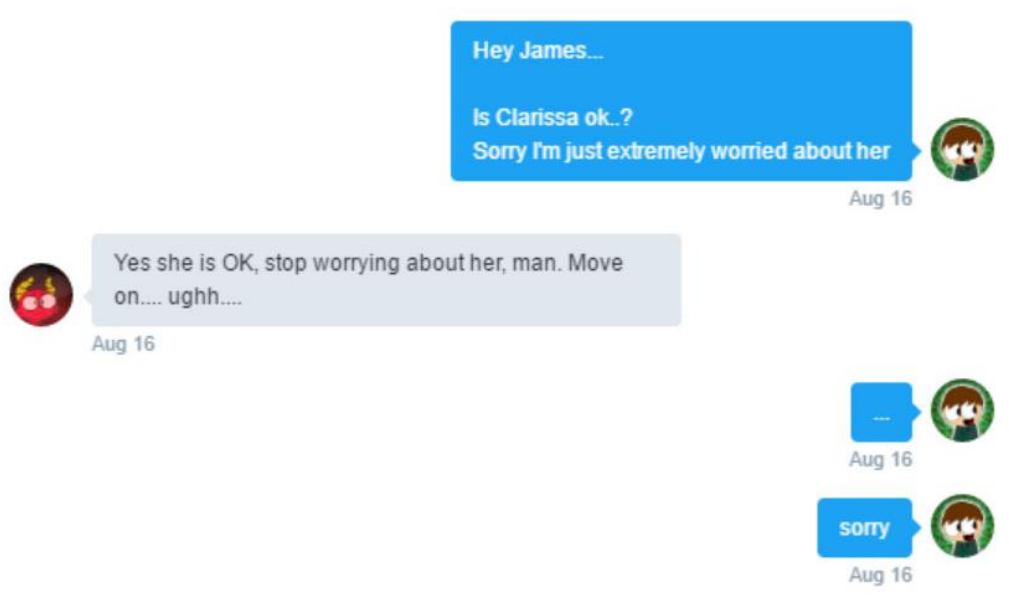 Hey James...
Is Clarissa ok..?
Sorry I'm just extremely worried about her
Aug 16
Yes she is OK, stop worrying about her, man. Move
on.... ughh....
Aug 16
...
Aug 16
sorry
Aug 16